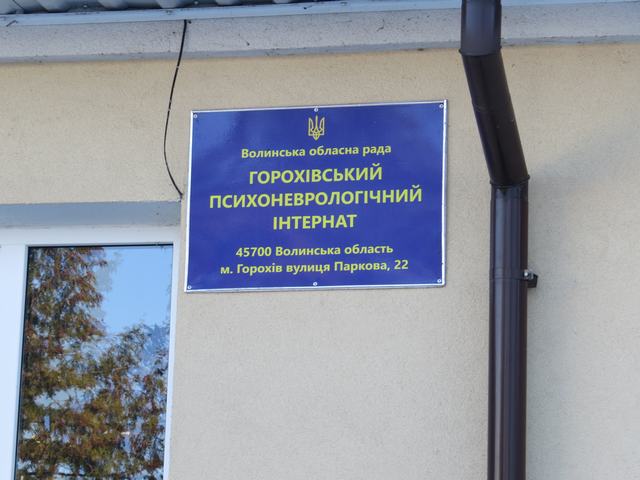 Волинська обласна рада
ГОРОХІВСЬКИЙ
ПСИХОНЕВРОЛОГІЧНИЙ
ІНТЕРНАТ
45700 Волинська область
м. Горохів вулиця Паркова, 22